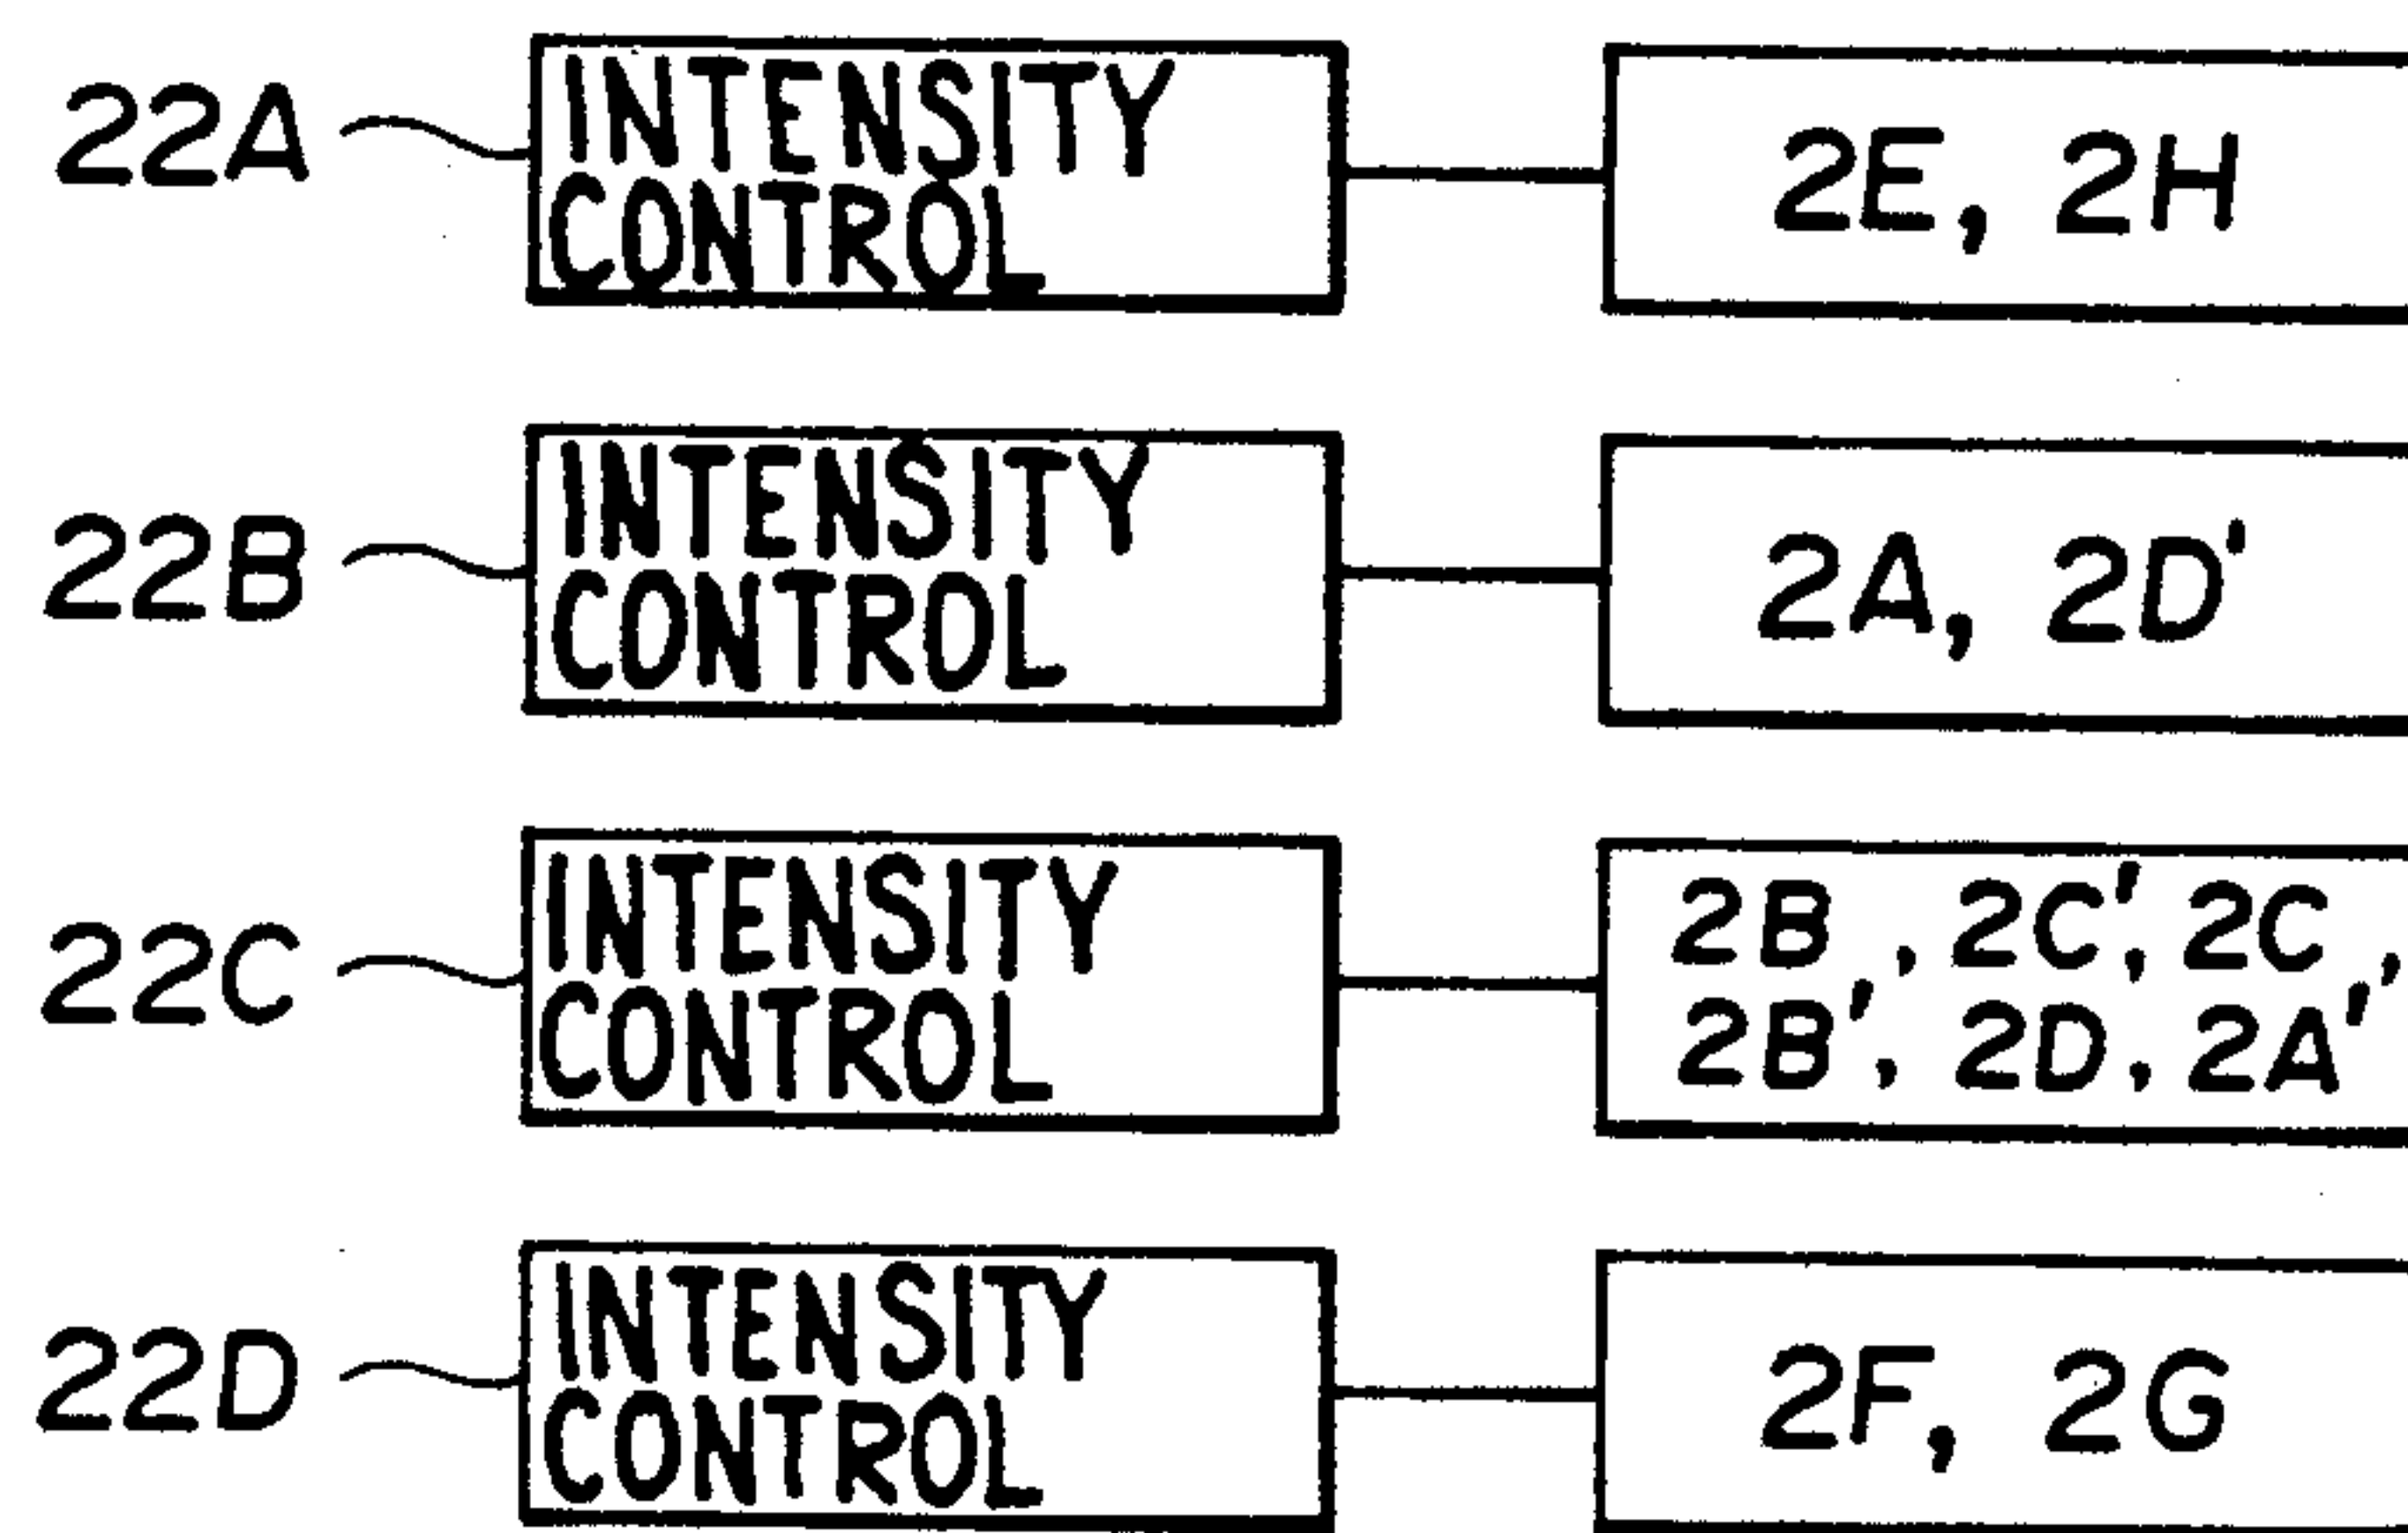 22A
INTENSITY
CONTROL
2E, 2H
22B
INTENSITY
CONTROL
2A, 2D'
22C
INTENSITY
CONTROL
2B, 2C', 2C,
2B', 2D, 2A'
22D
INTENSITY
CONTROL
2F, 2G